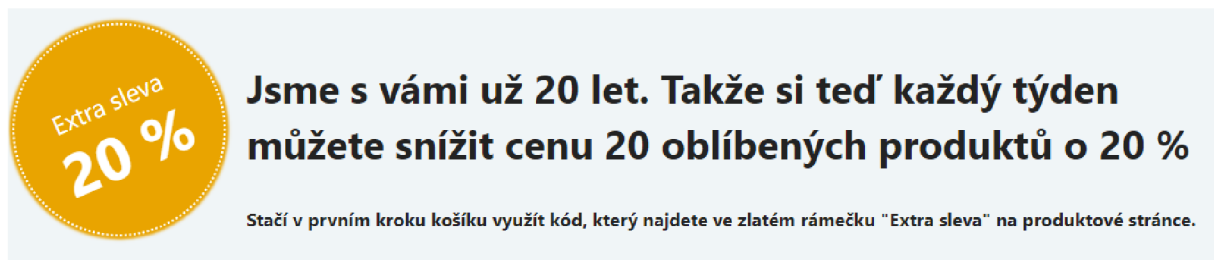 Extra sleva
20 %
Jsme s vámi už 20 let. Takže si teď každý týden
můžete snížit cenu 20 oblíbených produktů o 20 %
Stačí v prvním kroku košíku využít kód, který najdete ve zlatém rámečku "Extra sleva" na produktové stránce.